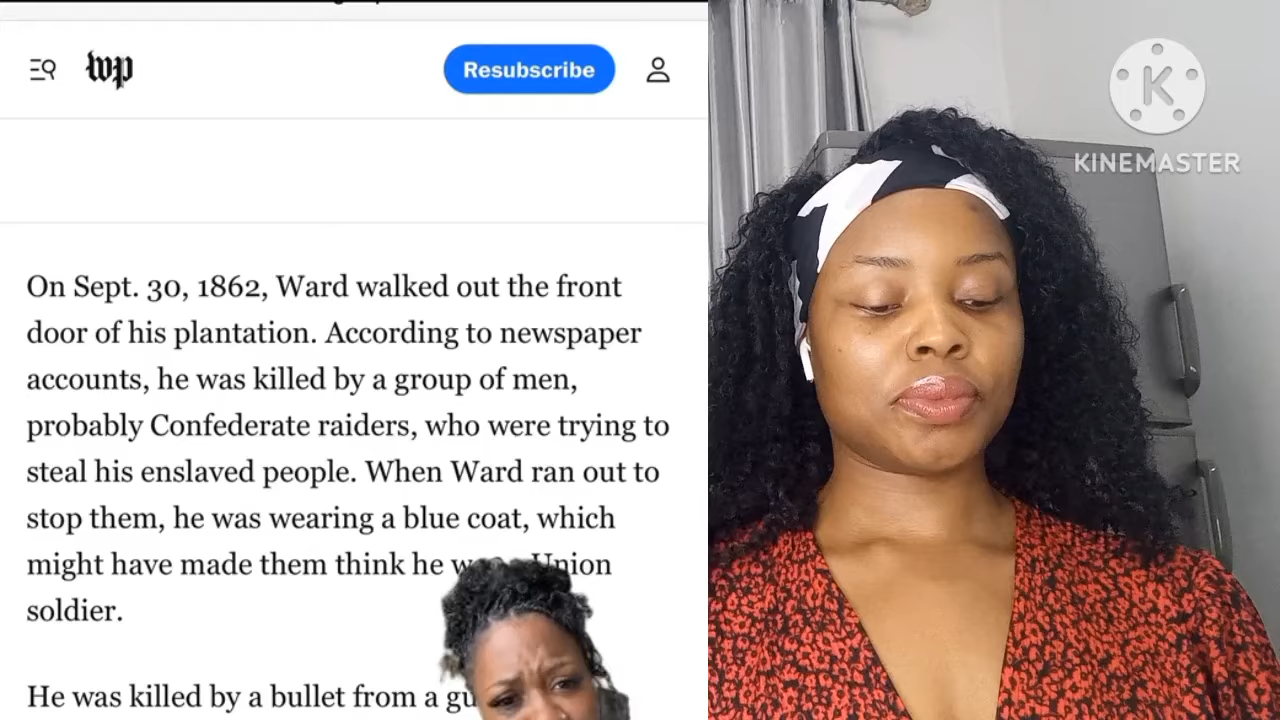 wp
Resubscribe
K
KINEMASTER
On Sept. 30, 1862, Ward walked out the front
door of his plantation. According to newspaper
accounts, he was killed by a group of men,
probably Confederate raiders, who were trying to
steal his enslaved people. When Ward ran out to
stop them, he was wearing a blue coat, which
might have made them think he Union
soldier.
He was killed by a bullet from a